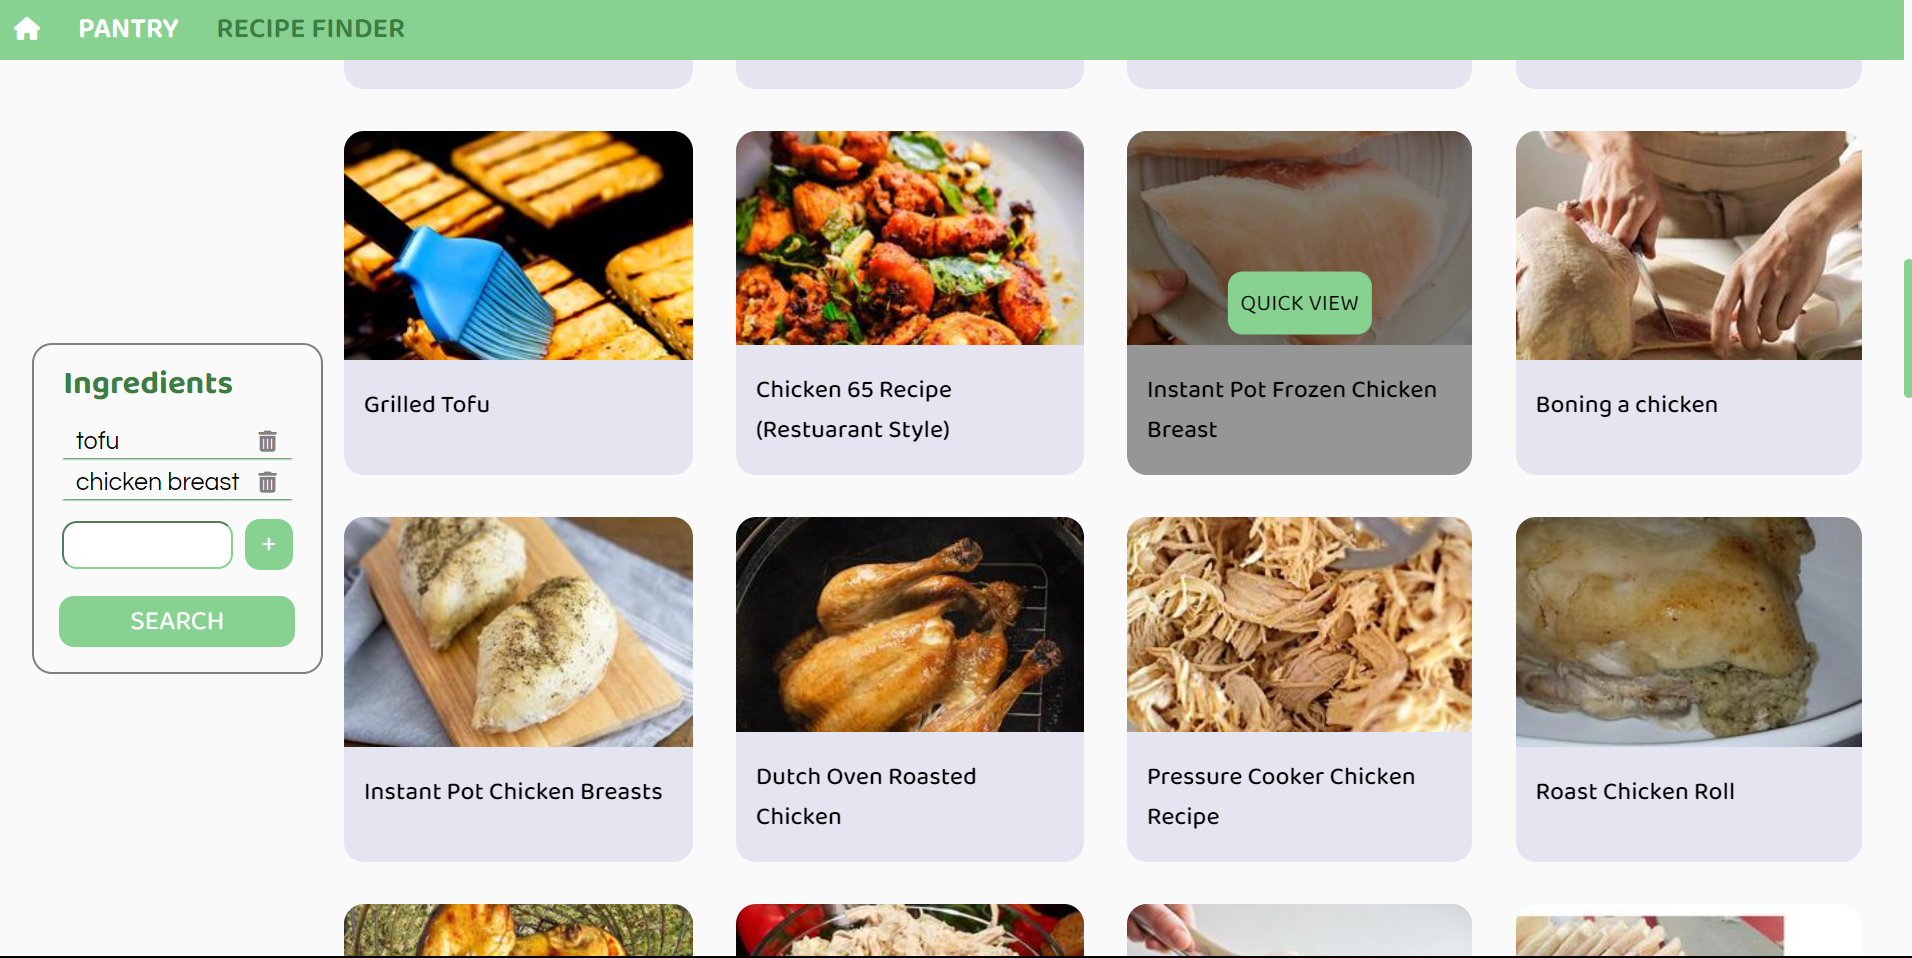 PANTRY RECIPE FINDER
Ingredients
tofu
chicken breast
+
SEARCH
Grilled Tofu
Chicken 65 Recipe
(Restuarant Style)
QUICK VIEW
Instant Pot Frozen Chicken
Breast
Boning a chicken
Instant Pot Chicken Breasts
Dutch Oven Roasted
Chicken
Pressure Cooker Chicken
Recipe
Roast Chicken Roll